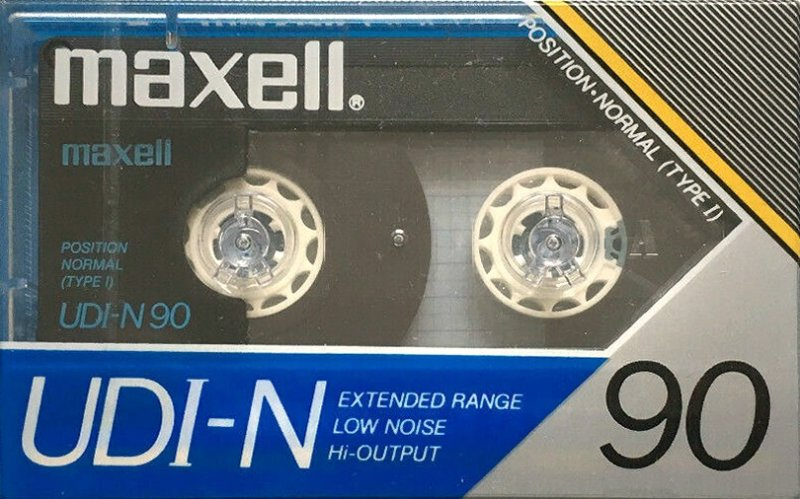 maxell®
POSITION•NORMAL (TYPE I)
maxell
POSITION
NORMAL
(TYPE I)
UDI-N 90
A
UDI-N
EXTENDED RANGE
LOW NOISE
Hi-OUTPUT
90